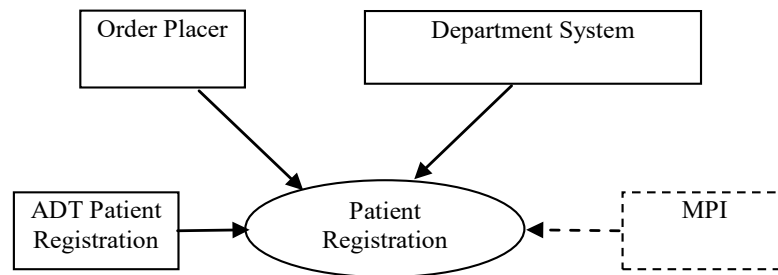 Order Placer
Department System
ADT Patient
Registration
Patient
Registration
MPI